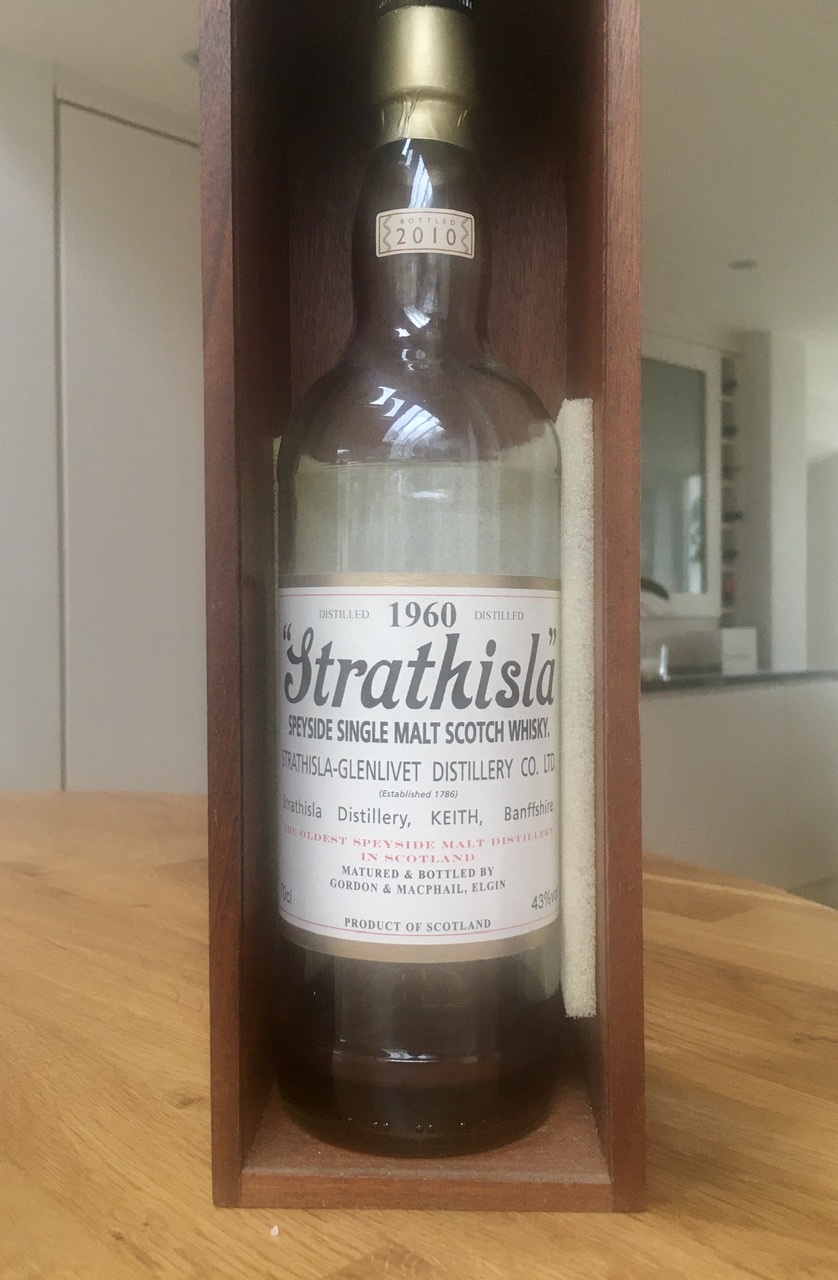 BOTTLED
2010
DISTILLED 1960 DISTILLED
"Strathisla"
SPEYSIDE SINGLE MALT SCOTCH WHISKY.
STRATHISLA-GLENLIVET DISTILLERY CO. LTD.
(Established 1786)
Strathisla Distillery, KEITH, Banffshire.
THE OLDEST SPEYSIDE MALT DISTILLERY
IN SCOTLAND
MATURED & BOTTLED BY
GORDON & MACPHAIL, ELGIN
43%
PRODUCT OF SCOTLAND